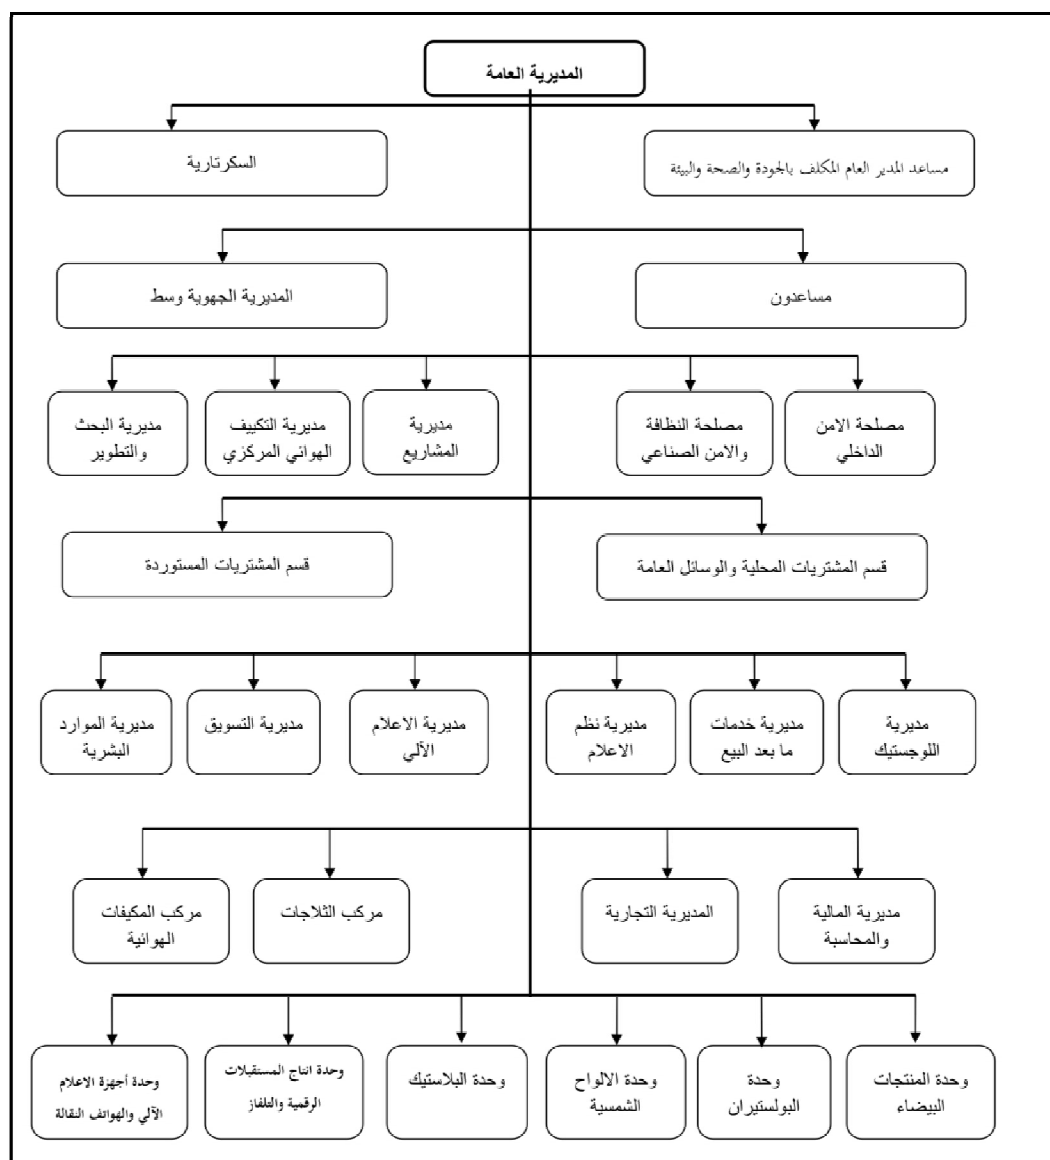 المديرية العامة
مساعد المدير العام المكلف بالجودة والصحة والبيئة
السكرتارية
مساعدون
المديرية الجهوية وسط
مصلحة الامن
الداخلي
مصلحة النظافة
والامن الصناعي
مديرية
المشاريع
مديرية التكييف
الهوائي المركزي
مديرية البحث
والتطوير
قسم المشتريات المحلية والوسائل العامة
قسم المشتريات المستوردة
مديرية
اللوجستيك
مديرية خدمات
ما بعد البيع
مديرية نظم
الاعلام
مديرية الاعلام
الآلي
مديرية التسويق
مديرية الموارد
البشرية
مديرية المالية
والمحاسبة
المديرية التجارية
مركب الثلاجات
مركب المكيفات
الهوائية
وحدة المنتجات
البيضاء
وحدة
البولستيران
وحدة الالواح
الشمسية
وحدة البلاستيك
وحدة انتاج المستقبلات
الرقمية والتلفاز
وحدة أجهزة الاعلام
الآلي والهواتف النقالة